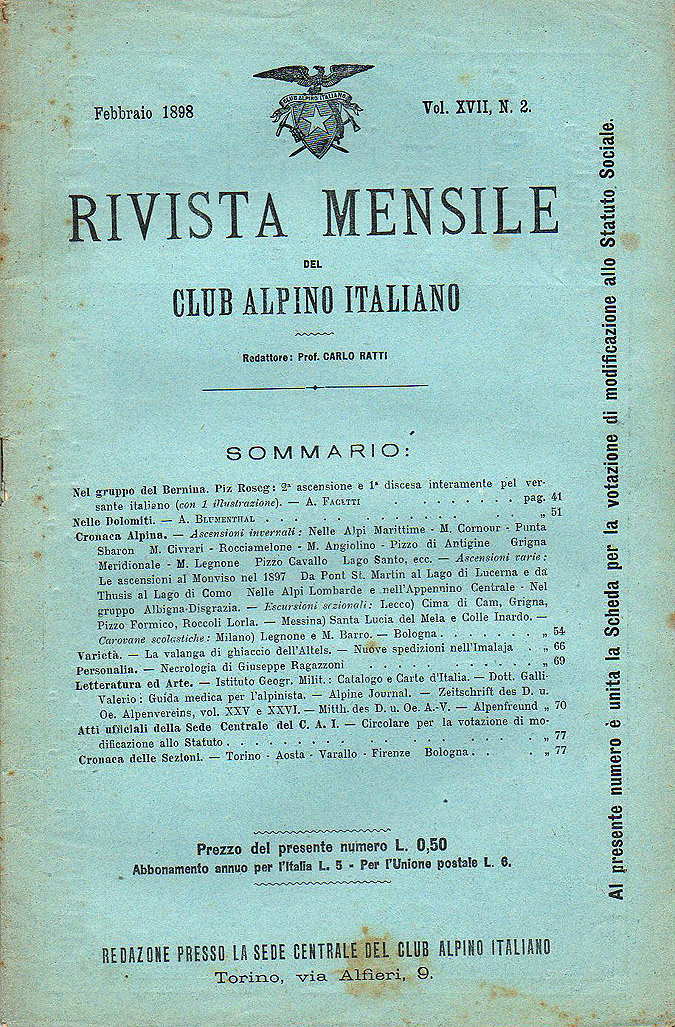 Febbraio 1898
CLUB ALPINO ITALIANO
Vol. XVII, N. 2.
RIVISTA MENSILE
DEL
CLUB ALPINO ITALIANO
Redattore: Prof. CARLO RATTI
SOMMARIO:
Nel gruppo del Bernina. Piz Roseg: 2ª ascensione e 1ª discesa interamente pel ver-
sante italiano (con 1 illustrazione). — A. FACETTI . . . . . . . . pag. 41
Nelle Dolomiti. — A. BLUMENTHAL . . . . . . . . . . . . „ 51
Cronaca Alpina. — Ascensioni invernali: Nelle Alpi Marittime - M. Cornour - Punta
Sbaron M. Civrari - Rocciamelone - M. Angiolino - Pizzo di Antigine Grigna
Meridionale - M. Legnone Pizzo Cavallo Lago Santo, ecc. — Ascensioni varie:
Le ascensioni al Monviso nel 1897 Da Pont St. Martin al Lago di Lucerna e da
Thusis al Lago di Como Nelle Alpi Lombarde e nell'Appennino Centrale - Nel
gruppo Albigna-Disgrazia. — Escursioni sezionali: Lecco) Cima di Cam, Grigna,
Pizzo Formico, Roccoli Lorla. — Messina) Santa Lucia del Mela e Colle Inardo. —
Carovane scolastiche: Milano) Legnone e M. Barro. — Bologna . . . . . . . „ 54
Varietà. — La valanga di ghiaccio dell'Altels. — Nuove spedizioni nell'Imalaja . „ 66
Personalia. — Necrologia di Giuseppe Ragazzoni . . . . . . . . . . „ 69
Letteratura ed Arte. — Istituto Geogr. Milit.: Catalogo e Carte d'Italia. — Dott. Galli-
Valerio: Guida medica per l'alpinista. — Alpine Journal. — Zeitschrift des D. u.
Oe. Alpenvereins, vol. XXV e XXVI. — Mitth. des D. u. Oe. A.-V. — Alpenfreund „ 70
Atti ufficiali della Sede Centrale del C. A. I. — Circolare per la votazione di mo-
dificazione allo Statuto . . . . . . . . . . . . . . . . „ 77
Cronaca delle Sezioni. — Torino - Aosta - Varallo - Firenze Bologna . . . . „ 77
Prezzo del presente numero L. 0,50
Abbonamento annuo per l'Italia L. 5 - Per l'Unione postale L. 6.
REDAZIONE PRESSO LA SEDE CENTRALE DEL CLUB ALPINO ITALIANO
Torino, via Alfieri, 9.
Al presente numero è unita la Scheda per la votazione di modificazione allo Statuto Sociale.